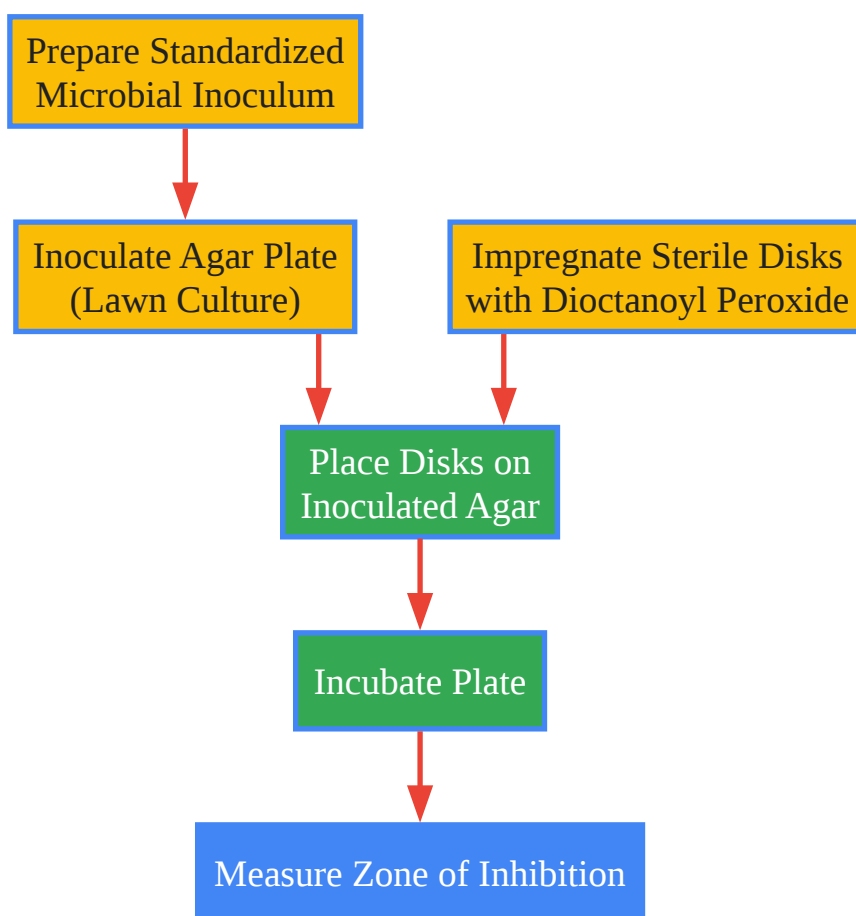 Prepare Standardized
Microbial Inoculum
Inoculate Agar Plate
(Lawn Culture)
Impregnate Sterile Disks
with Dioctanoyl Peroxide
Place Disks on
Inoculated Agar
Incubate Plate
Measure Zone of Inhibition